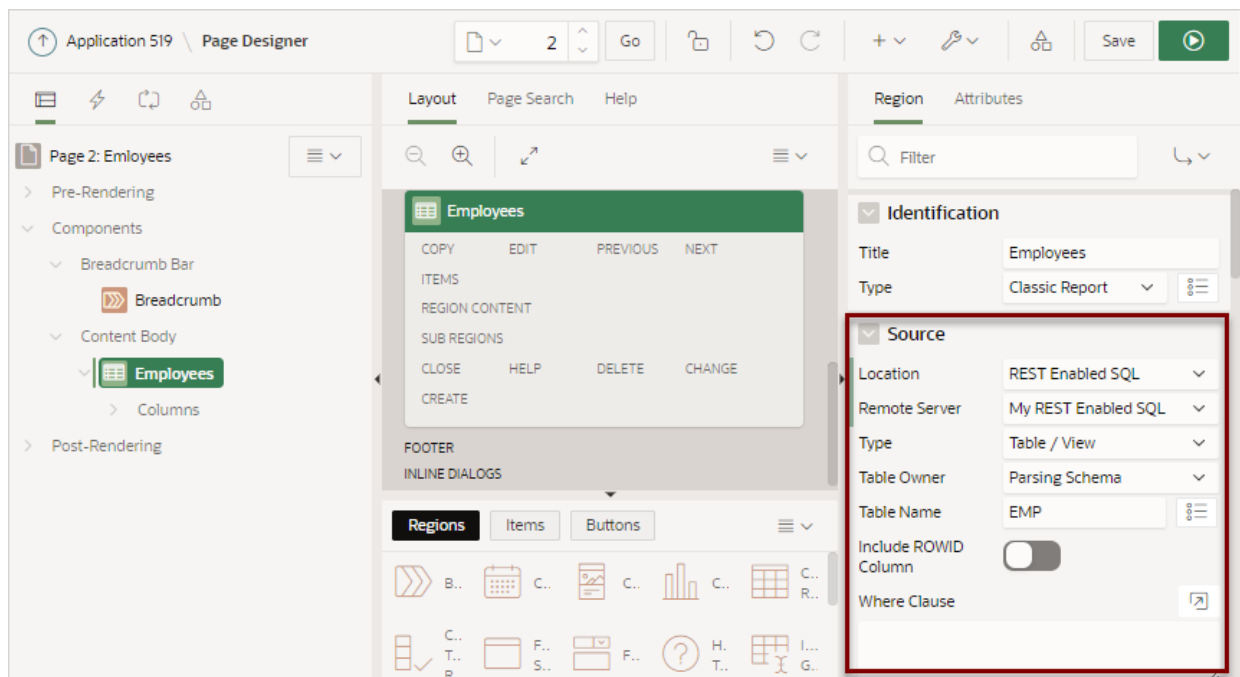 Application 519 \ Page Designer
2
Go
Save
Page 2: Emloyees
Pre-Rendering
Components
Breadcrumb Bar
Breadcrumb
Content Body
Employees
Columns
Post-Rendering
Layout Page Search Help
Employees
COPY EDIT PREVIOUS NEXT
ITEMS
REGION CONTENT
SUB REGIONS
CLOSE HELP DELETE CHANGE
CREATE
FOOTER
INLINE DIALOGS
Regions Items Buttons
B.. C.. C.. C.. C..
R..
C.. F.. F.. H. I...
T.. S.. T.. G..
Region Attributes
Filter
Identification
Title Employees
Type Classic Report
Source
Location REST Enabled SQL
Remote Server My REST Enabled SQL
Type Table / View
Table Owner Parsing Schema
Table Name EMP
Include ROWID
Column
Where Clause